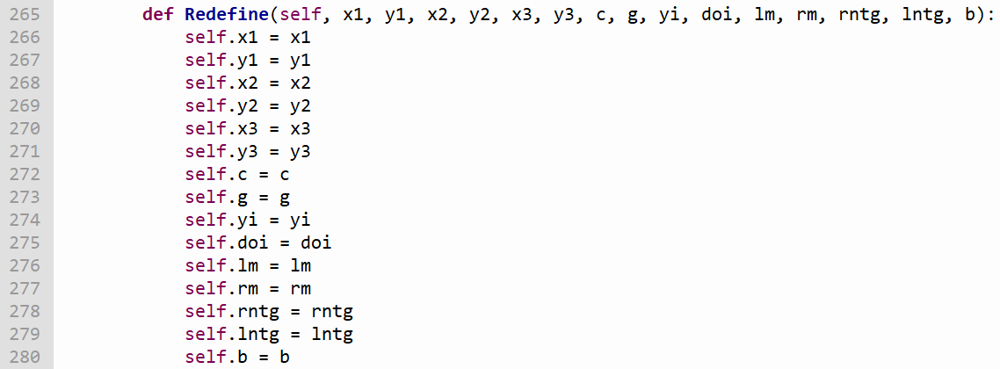 265 def Redefine(self, x1, y1, x2, y2, x3, y3, c, g, yi, doi, lm, rm, rntg, lntg, b):
266 self.x1 = x1
267 self.y1 = y1
268 self.x2 = x2
269 self.y2 = y2
270 self.x3 = x3
271 self.y3 = y3
272 self.c = c
273 self.g = g
274 self.yi = yi
275 self.doi = doi
276 self.lm = lm
277 self.rm = rm
278 self.rntg = rntg
279 self.lntg = lntg
280 self.b = b